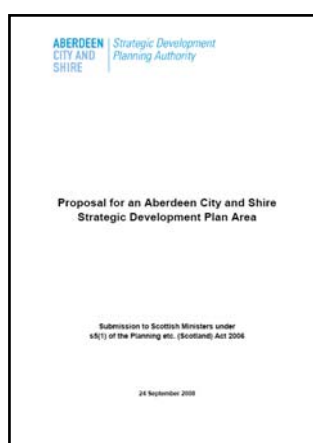 ABERDEEN
CITY AND
SHIRE
Strategic Development
Planning Authority
Proposal for an Aberdeen City and Shire
Strategic Development Plan Area
Submission to Scottish Ministers under
s5(1) of the Planning etc. (Scotland) Act 2006
24 September 2008